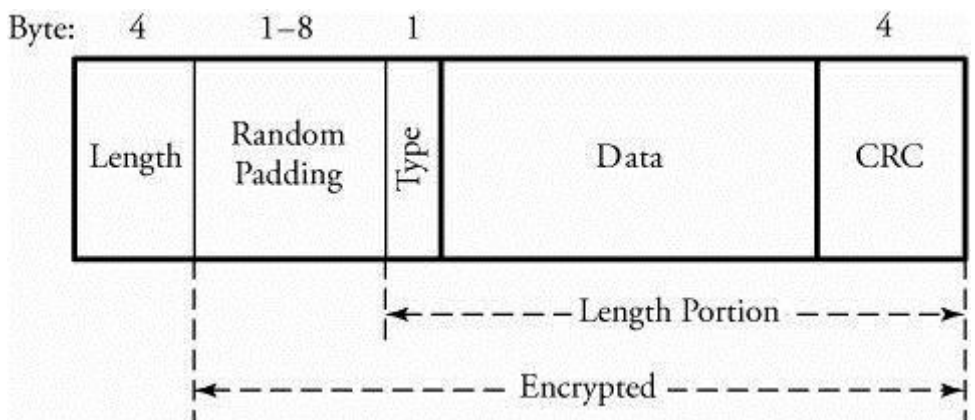 Byte: 4 1–8 1 4
Length
Random
Padding
Type
Data
CRC
Length Portion
Encrypted